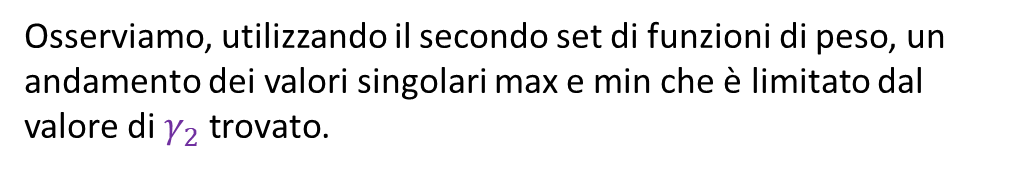 Osserviamo, utilizzando il secondo set di funzioni di peso, un
andamento dei valori singolari max e min che è limitato dal
valore di γ₂ trovato.